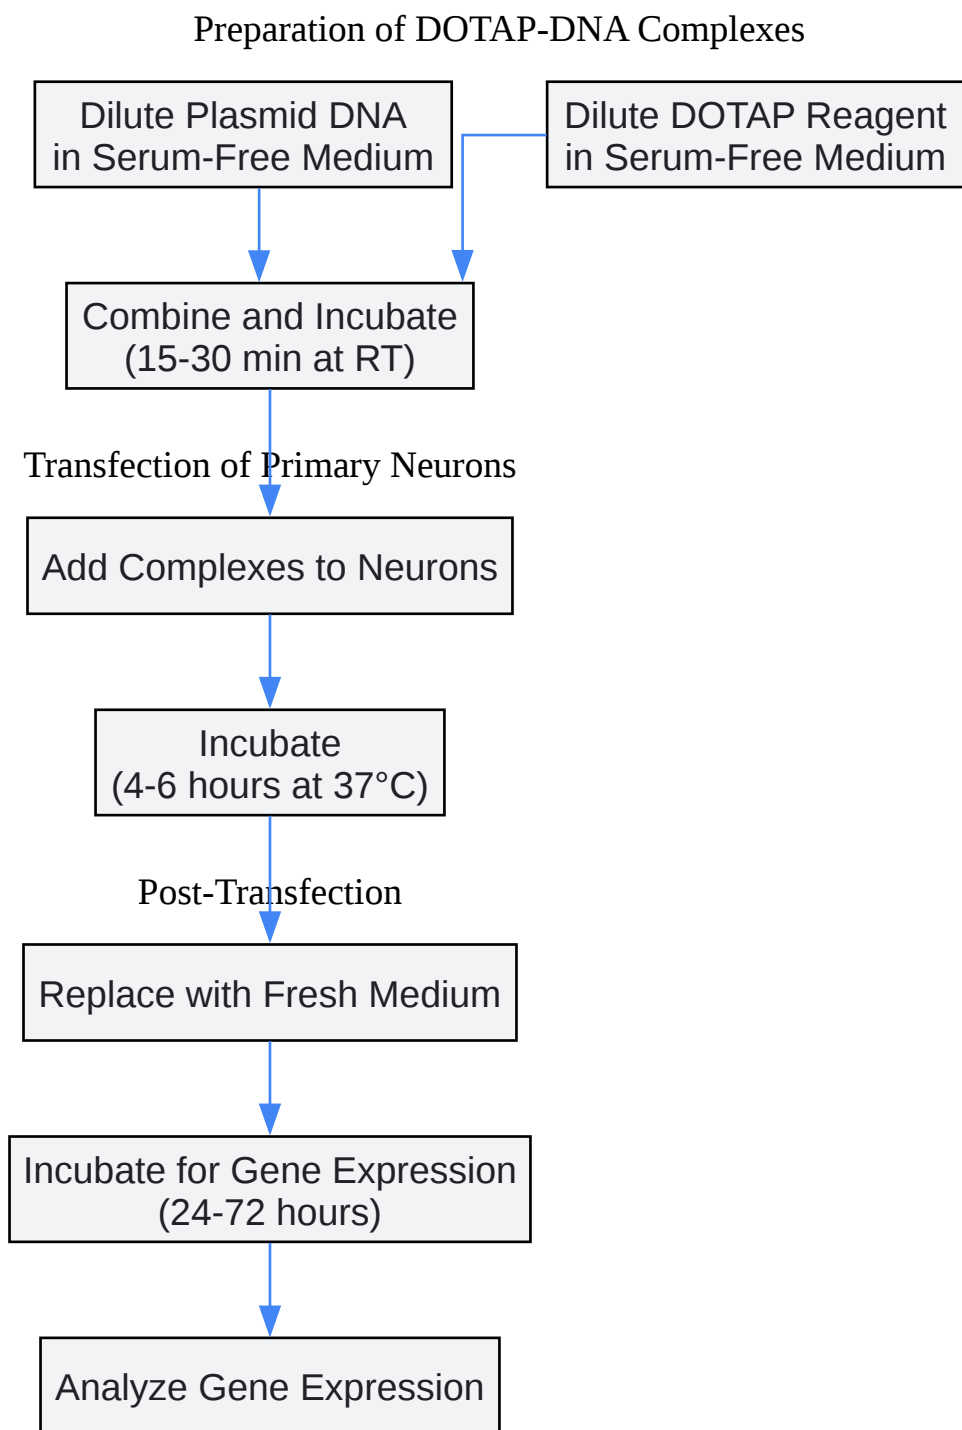 Preparation of DOTAP-DNA Complexes
Dilute Plasmid DNA
in Serum-Free Medium
Dilute DOTAP Reagent
in Serum-Free Medium
Combine and Incubate
(15-30 min at RT)
Transfection of Primary Neurons
Add Complexes to Neurons
Incubate
(4-6 hours at 37°C)
Post-Transfection
Replace with Fresh Medium
Incubate for Gene Expression
(24-72 hours)
Analyze Gene Expression